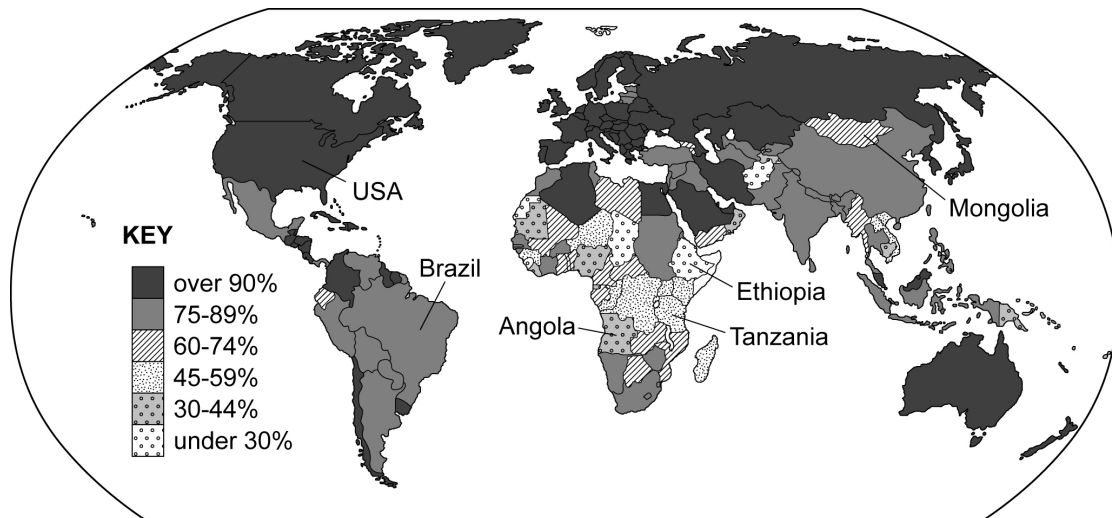 USA
Mongolia
KEY
over 90%
75-89%
60-74%
45-59%
30-44%
under 30%
Brazil
Ethiopia
Angola
Tanzania